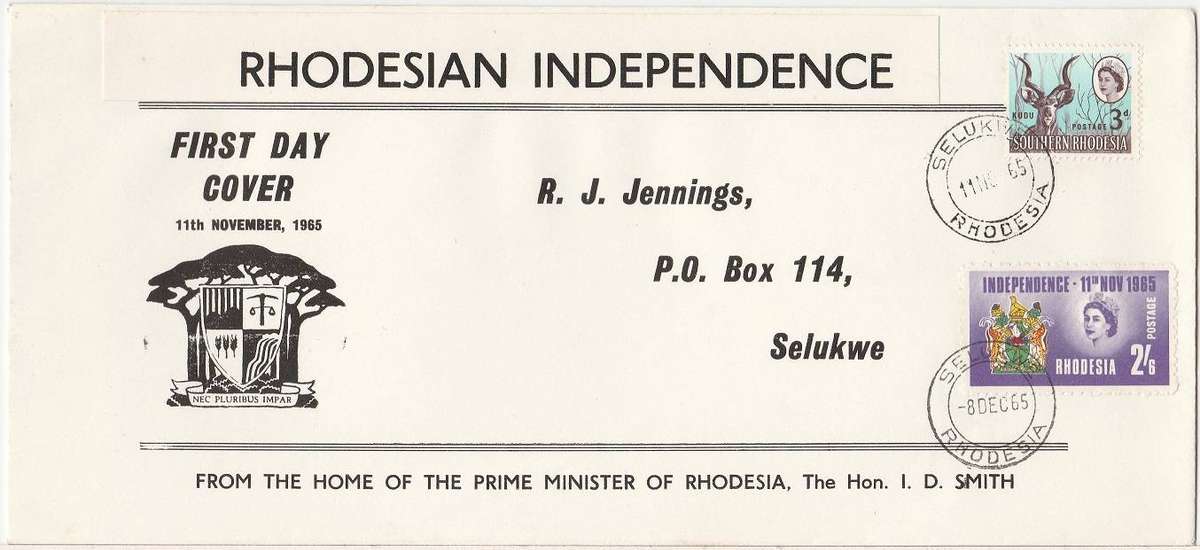 RHODESIAN INDEPENDENCE
FIRST DAY
COVER
11th NOVEMBER, 1965
NEC PLURIBUS IMPAR
R. J. Jennings,
P.O. Box 114,
Selukwe
KUDU
POSTAGE 3d
SOUTHERN RHODESIA
65
RHODESIA
INDEPENDENCE · 11TH NOV 1965
POSTAGE
RHODESIA 2/6
-8DEC65
RHODESIA
FROM THE HOME OF THE PRIME MINISTER OF RHODESIA, The Hon. I. D. SMITH